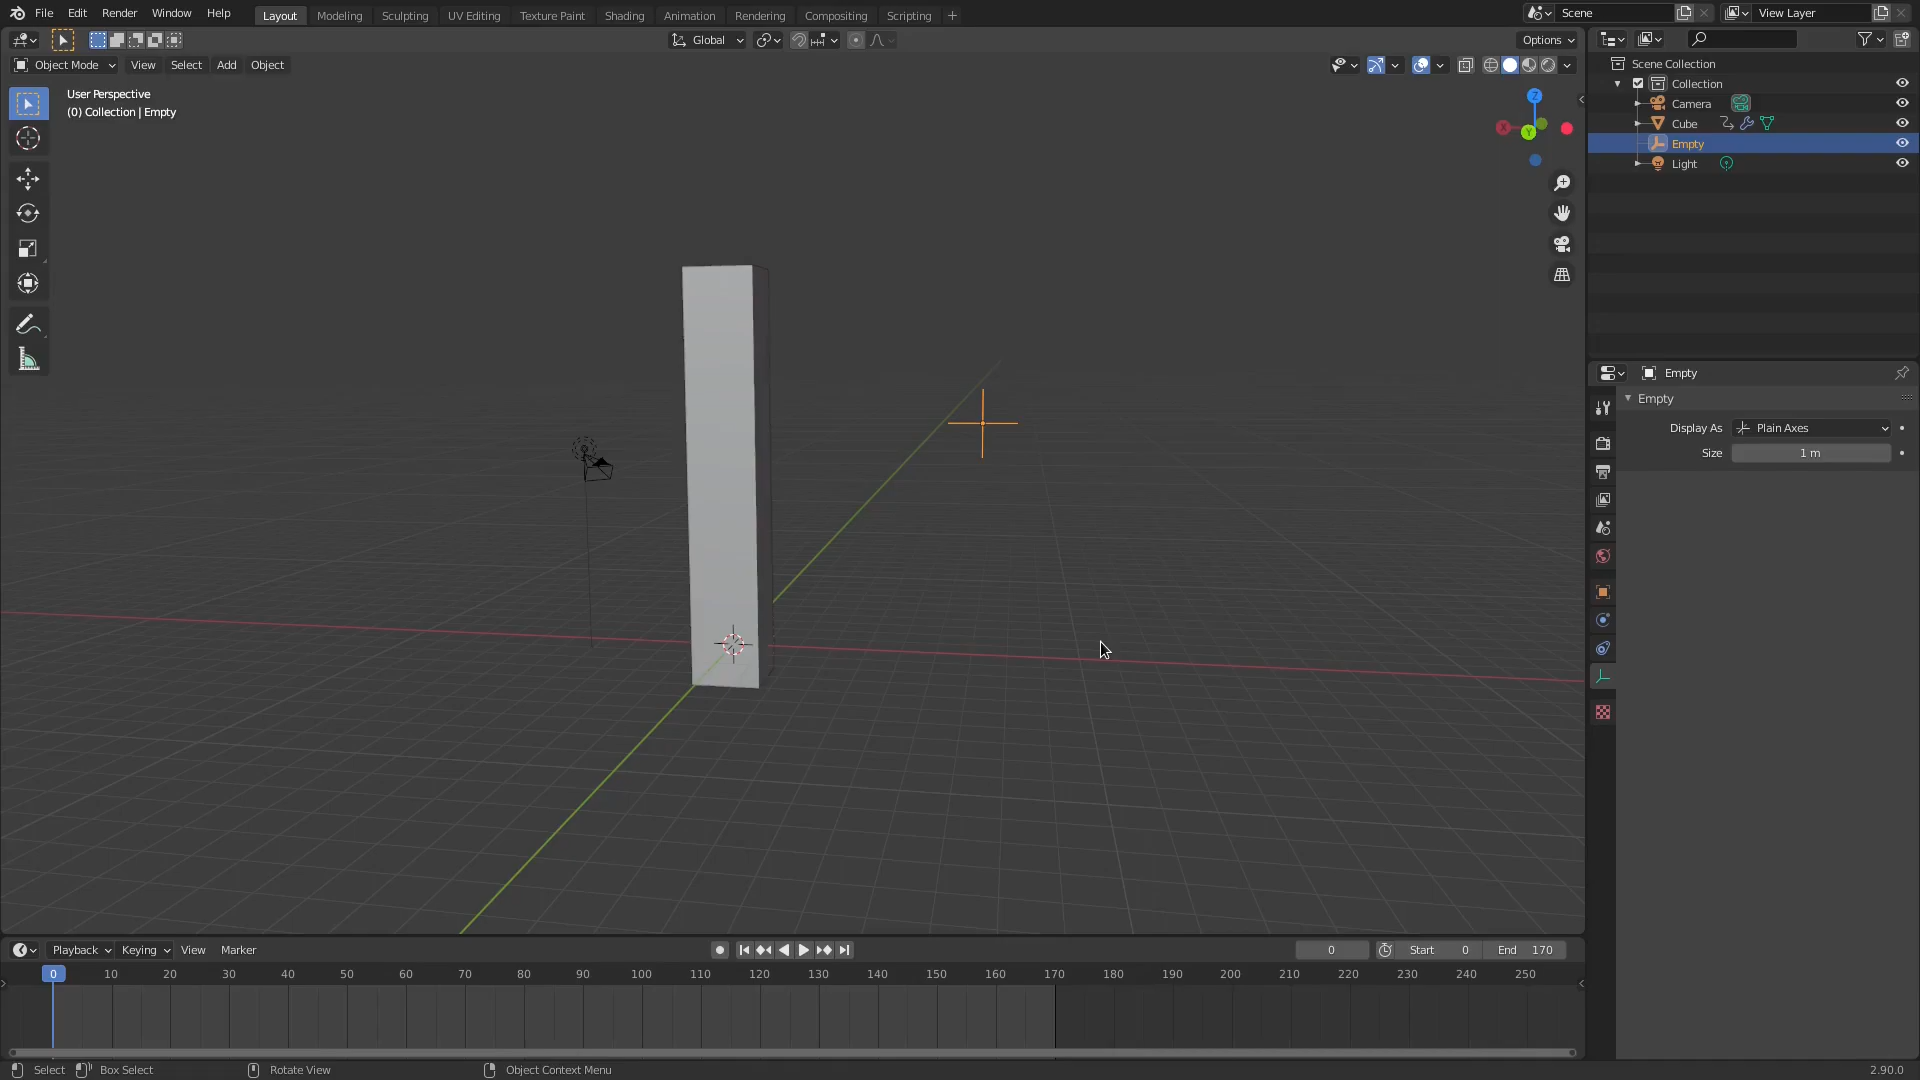 File Edit Render Window Help Layout Modeling Sculpting UV Editing Texture Paint Shading Animation Rendering Compositing Scripting + Scene View Layer
Global Options
Object Mode View Select Add Object
User Perspective
(0) Collection | Empty
Z
X
Y
Scene Collection
Collection
Camera
Cube
Empty
Light
Empty
Empty
Display As Plain Axes
Size 1 m
Playback Keying View Marker 0 Start 0 End 170
0 10 20 30 40 50 60 70 80 90 100 110 120 130 140 150 160 170 180 190 200 210 220 230 240 250
Select Box Select Rotate View Object Context Menu 2.90.0